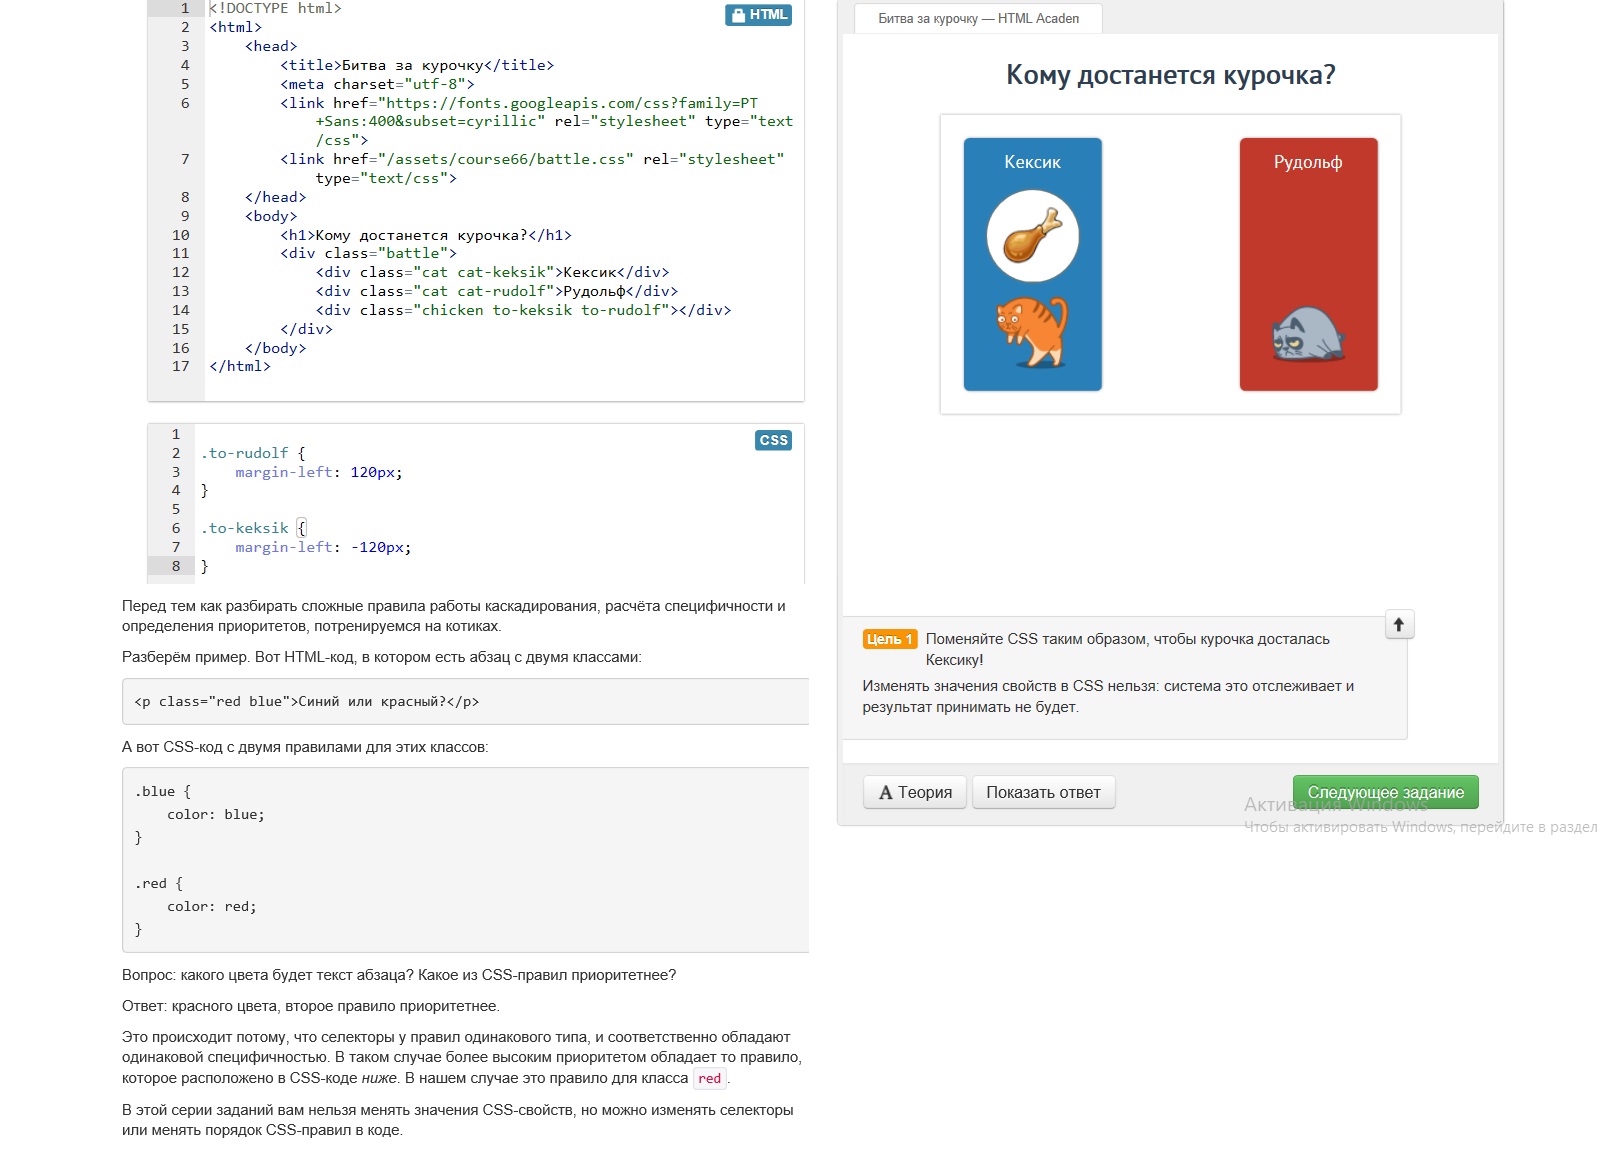 1 <!DOCTYPE html>
HTML
2 <html>
3 <head>
4 <title>Битва за курочку</title>
5 <meta charset="utf-8">
6 <link href="https://fonts.googleapis.com/css?family=PT
+Sans:400&subset=cyrillic" rel="stylesheet" type="text
/css">
7 <link href="/assets/course66/battle.css" rel="stylesheet"
type="text/css">
8 </head>
9 <body>
10 <h1>Кому достанется курочка?</h1>
11 <div class="battle">
12 <div class="cat cat-keksik">Кексик</div>
13 <div class="cat cat-rudolf">Рудольф</div>
14 <div class="chicken to-keksik to-rudolf"></div>
15 </div>
16 </body>
17 </html>
CSS
1
2 .to-rudolf {
3 margin-left: 120px;
4 }
5
6 .to-keksik {
7 margin-left: -120px;
8 }
Перед тем как разбирать сложные правила работы каскадирования, расчёта специфичности и
определения приоритетов, потренируемся на котиках.
Разберём пример. Вот HTML-код, в котором есть абзац с двумя классами:
<p class="red blue">Синий или красный?</p>
А вот CSS-код с двумя правилами для этих классов:
.blue {
color: blue;
}
.red {
color: red;
}
Вопрос: какого цвета будет текст абзаца? Какое из CSS-правил приоритетнее?
Ответ: красного цвета, второе правило приоритетнее.
Это происходит потому, что селекторы у правил одинакового типа, и соответственно обладают
одинаковой специфичностью. В таком случае более высоким приоритетом обладает то правило,
которое расположено в CSS-коде ниже. В нашем случае это правило для класса red.
В этой серии заданий вам нельзя менять значения CSS-свойств, но можно изменять селекторы
или менять порядок CSS-правил в коде.
Битва за курочку — HTML Academ
Кому достанется курочка?
Кексик
Рудольф
Цель 1 Поменяйте CSS таким образом, чтобы курочка досталась
Кексику!
Изменять значения свойств в CSS нельзя: система это отслеживает и
результат принимать не будет.
A Теория
Показать ответ
Следующее задание
Активация Windows
Чтобы активировать Windows, перейдите в раздел